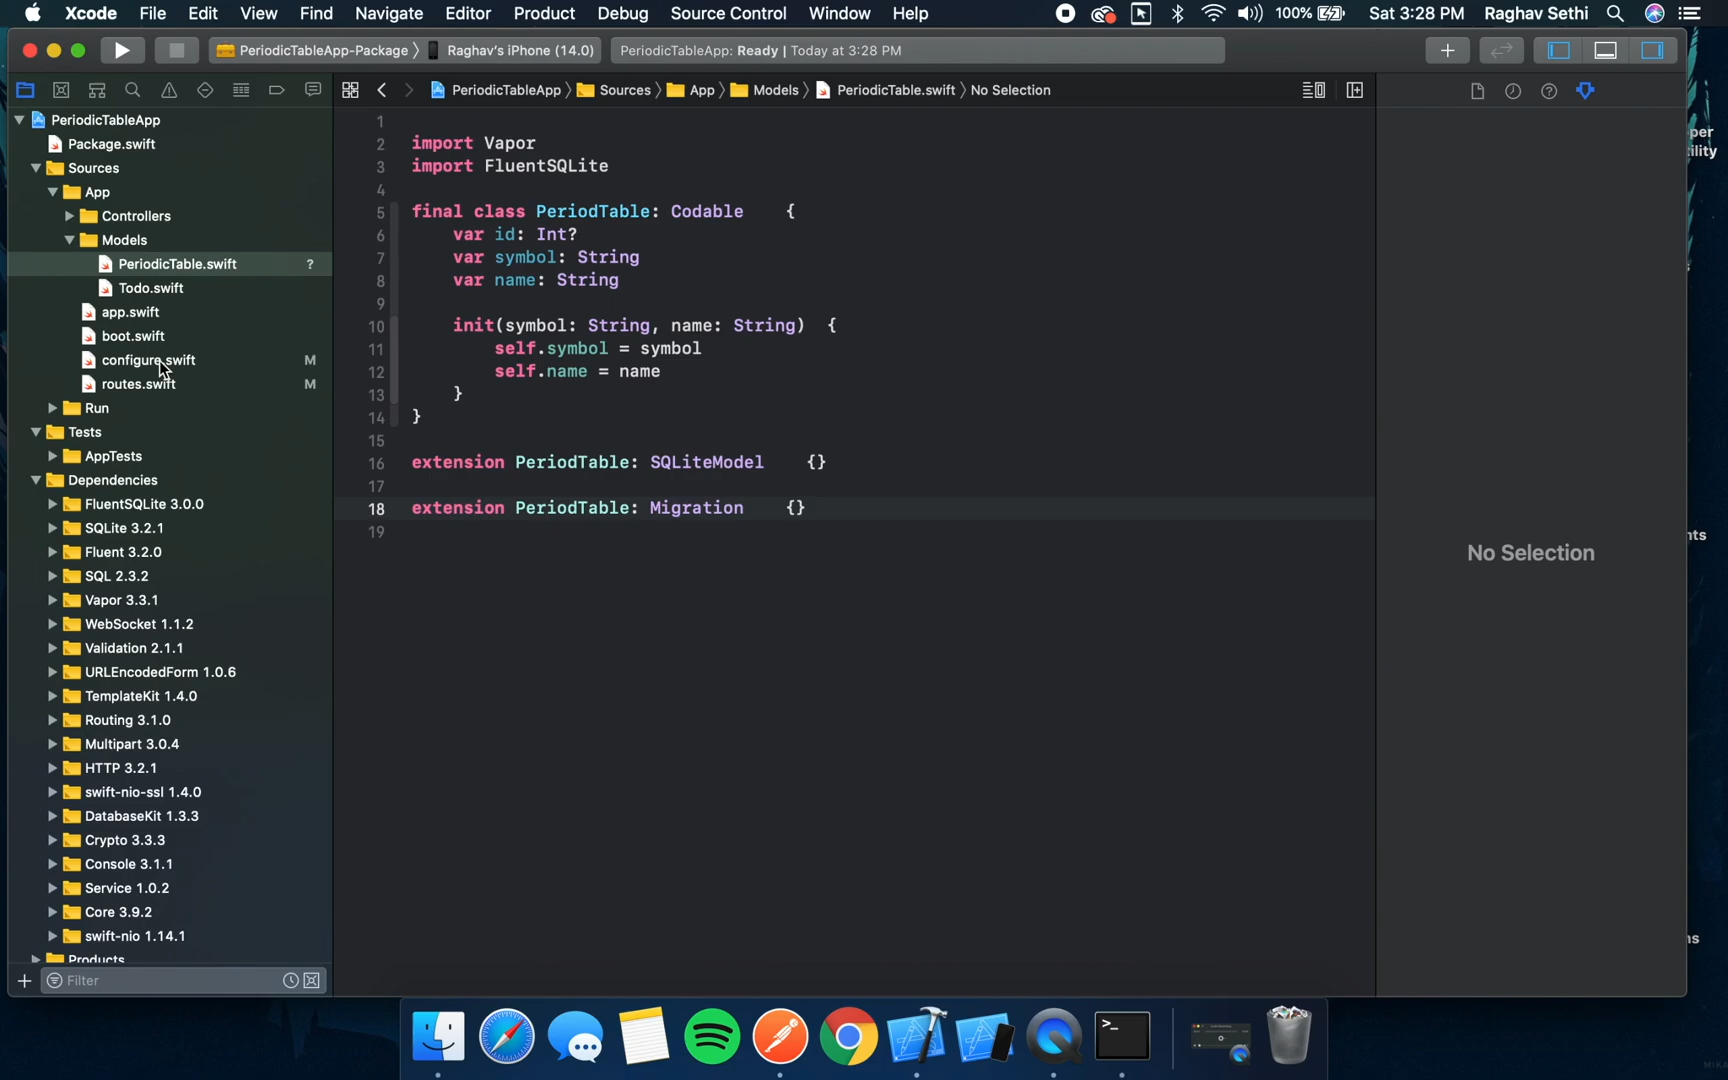 Xcode File Edit View Find Navigate Editor Product Debug Source Control Window Help 100% Sat 3:28 PM Raghav Sethi
PeriodicTableApp-Package Raghav's iPhone (14.0) PeriodicTableApp: Ready | Today at 3:28 PM
PeriodicTableApp Sources App Models PeriodicTable.swift No Selection
PeriodicTableApp
Package.swift
Sources
App
Controllers
Models
PeriodicTable.swift ?
Todo.swift
app.swift
boot.swift
configure.swift M
routes.swift M
Run
Tests
AppTests
Dependencies
FluentSQLite 3.0.0
SQLite 3.2.1
Fluent 3.2.0
SQL 2.3.2
Vapor 3.3.1
WebSocket 1.1.2
Validation 2.1.1
URLEncodedForm 1.0.6
TemplateKit 1.4.0
Routing 3.1.0
Multipart 3.0.4
HTTP 3.2.1
swift-nio-ssl 1.4.0
DatabaseKit 1.3.3
Crypto 3.3.3
Console 3.1.1
Service 1.0.2
Core 3.9.2
swift-nio 1.14.1
Products
Filter
1
2 import Vapor
3 import FluentSQLite
4
5 final class PeriodTable: Codable {
6 var id: Int?
7 var symbol: String
8 var name: String
9
10 init(symbol: String, name: String) {
11 self.symbol = symbol
12 self.name = name
13 }
14 }
15
16 extension PeriodTable: SQLiteModel {}
17
18 extension PeriodTable: Migration {}
19
No Selection
per
ility
nts
ns